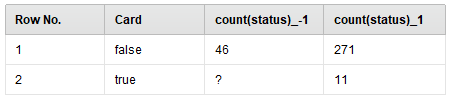 Row No. Card count(status)_-1 count(status)_1
1 false 46 271
2 true ? 11